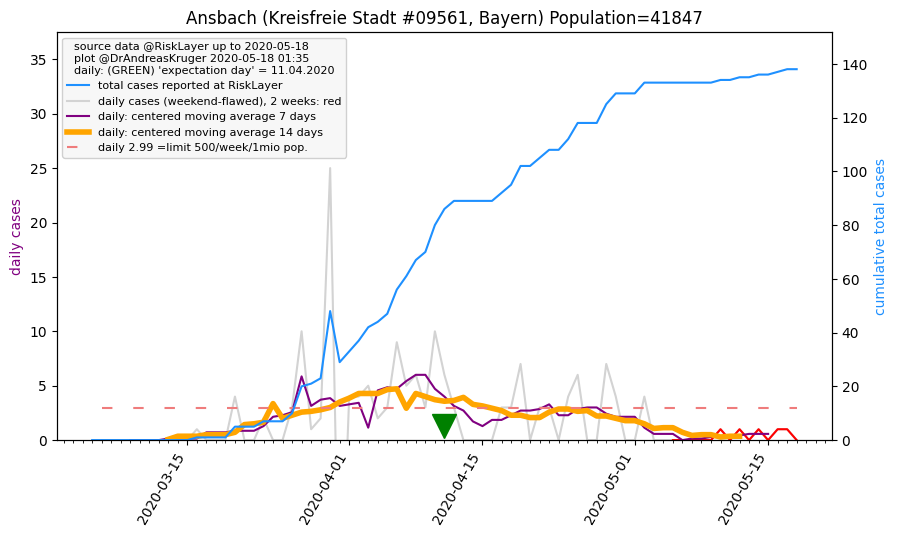 Ansbach (Kreisfreie Stadt #09561, Bayern) Population=41847
source data @RiskLayer up to 2020-05-18
plot @DrAndreasKruger 2020-05-18 01:35
daily: (GREEN) 'expectation day' = 11.04.2020
total cases reported at RiskLayer
daily cases (weekend-flawed), 2 weeks: red
daily: centered moving average 7 days
daily: centered moving average 14 days
daily 2.99 =limit 500/week/1mio pop.
daily cases
35
30
25
20
15
10
5
0
cumulative total cases
140
120
100
80
60
40
20
0
2020-03-15
2020-04-01
2020-04-15
2020-05-01
2020-05-15